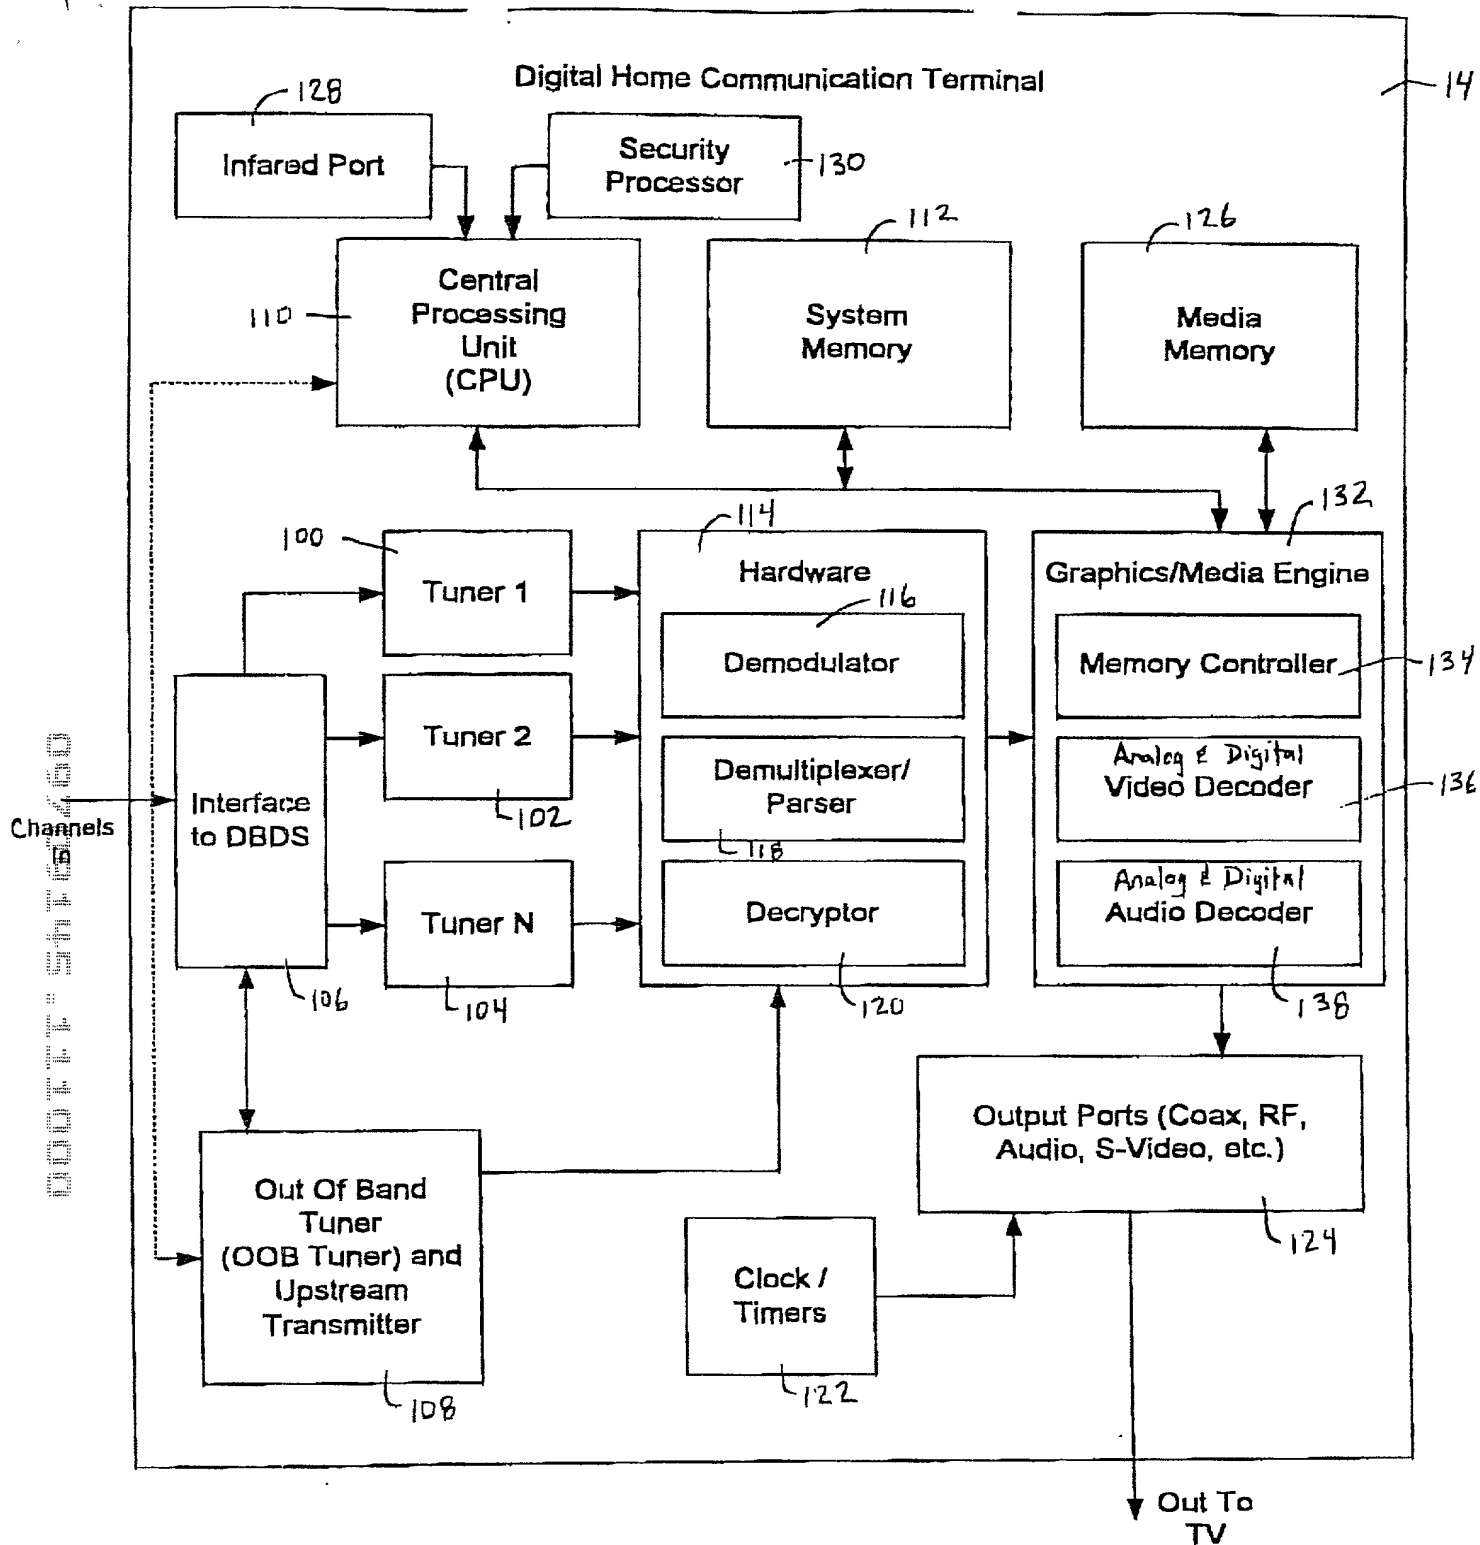 Digital Home Communication Terminal
14
128
Infared Port
Security
Processor
130
110
Central
Processing
Unit
(CPU)
112
System
Memory
126
Media
Memory
100
Tuner 1
114
Hardware
116
Demodulator
132
Graphics/Media Engine
Memory Controller
134
Channels
Interface
to DBDS
106
Tuner 2
102
Demultiplexer/
Parser
118
Analog & Digital
Video Decoder
136
Tuner N
104
Decryptor
120
Analog & Digital
Audio Decoder
138
Out Of Band
Tuner
(OOB Tuner) and
Upstream
Transmitter
108
Output Ports (Coax, RF,
Audio, S-Video, etc.)
124
Clock /
Timers
122
Out To
TV